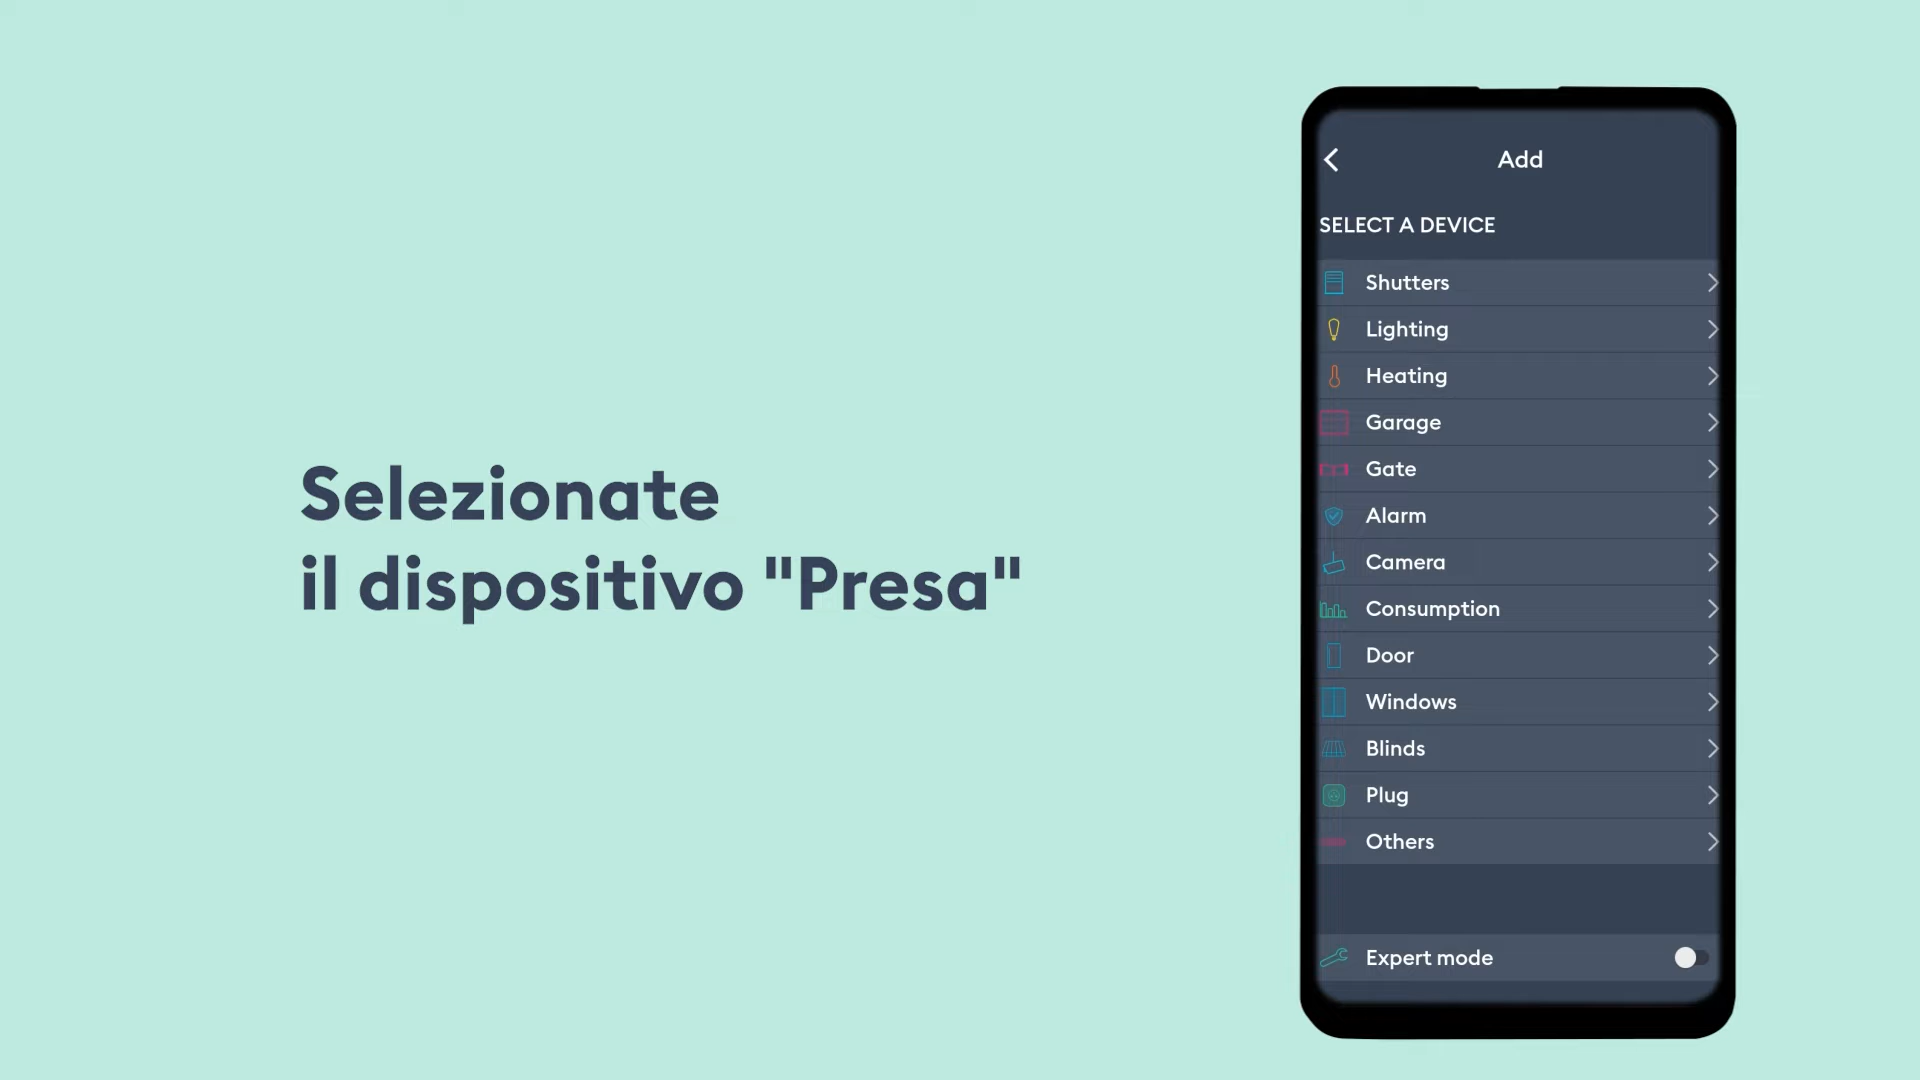 Selezionate
il dispositivo "Presa"
Add
SELECT A DEVICE
Shutters
Lighting
Heating
Garage
Gate
Alarm
Camera
Consumption
Door
Windows
Blinds
Plug
Others
Expert mode